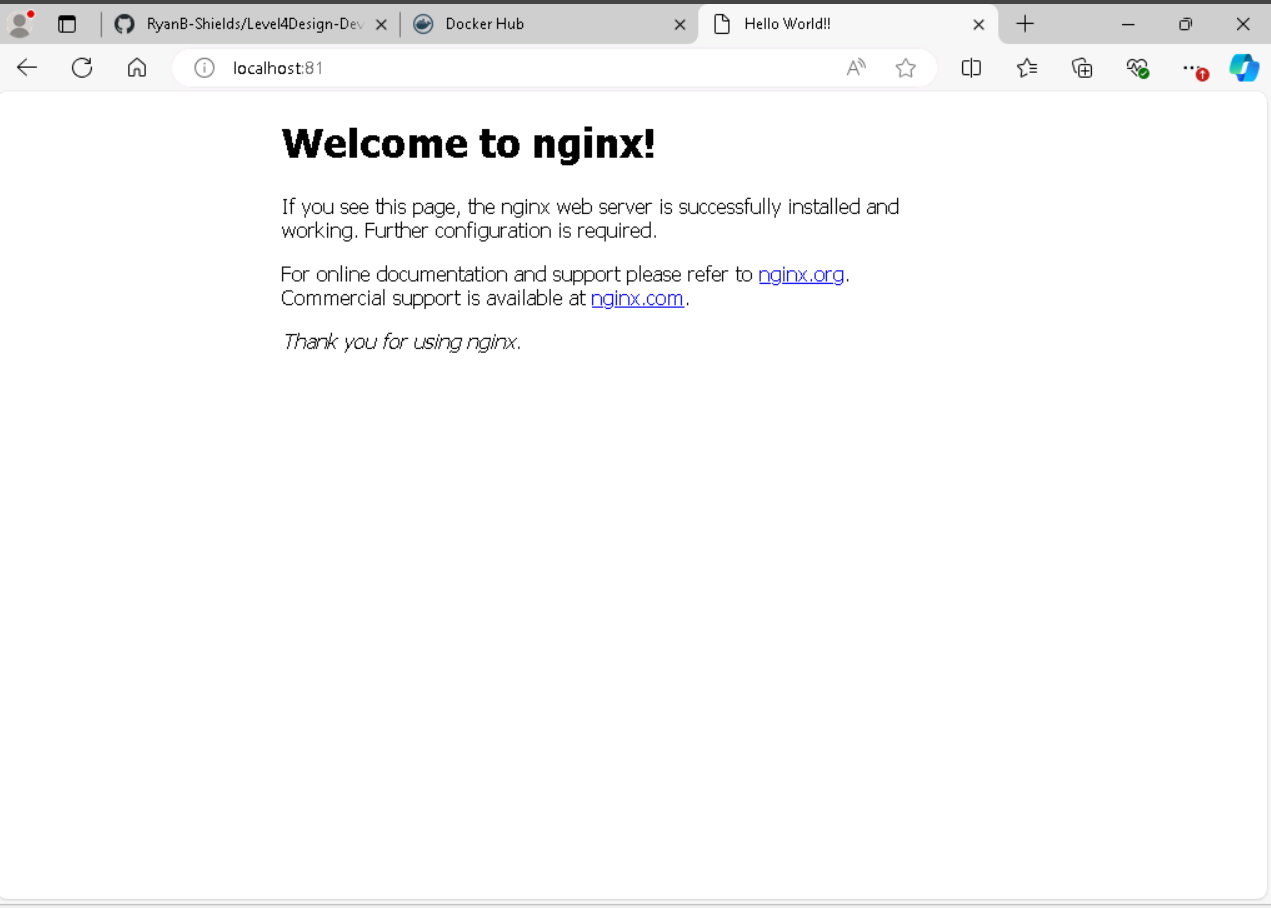 RyanB-Shields/Level4Design-Dev
Docker Hub
Hello World!!
localhost:81
Welcome to nginx!
If you see this page, the nginx web server is successfully installed and
working. Further configuration is required.
For online documentation and support please refer to nginx.org.
Commercial support is available at nginx.com.
Thank you for using nginx.